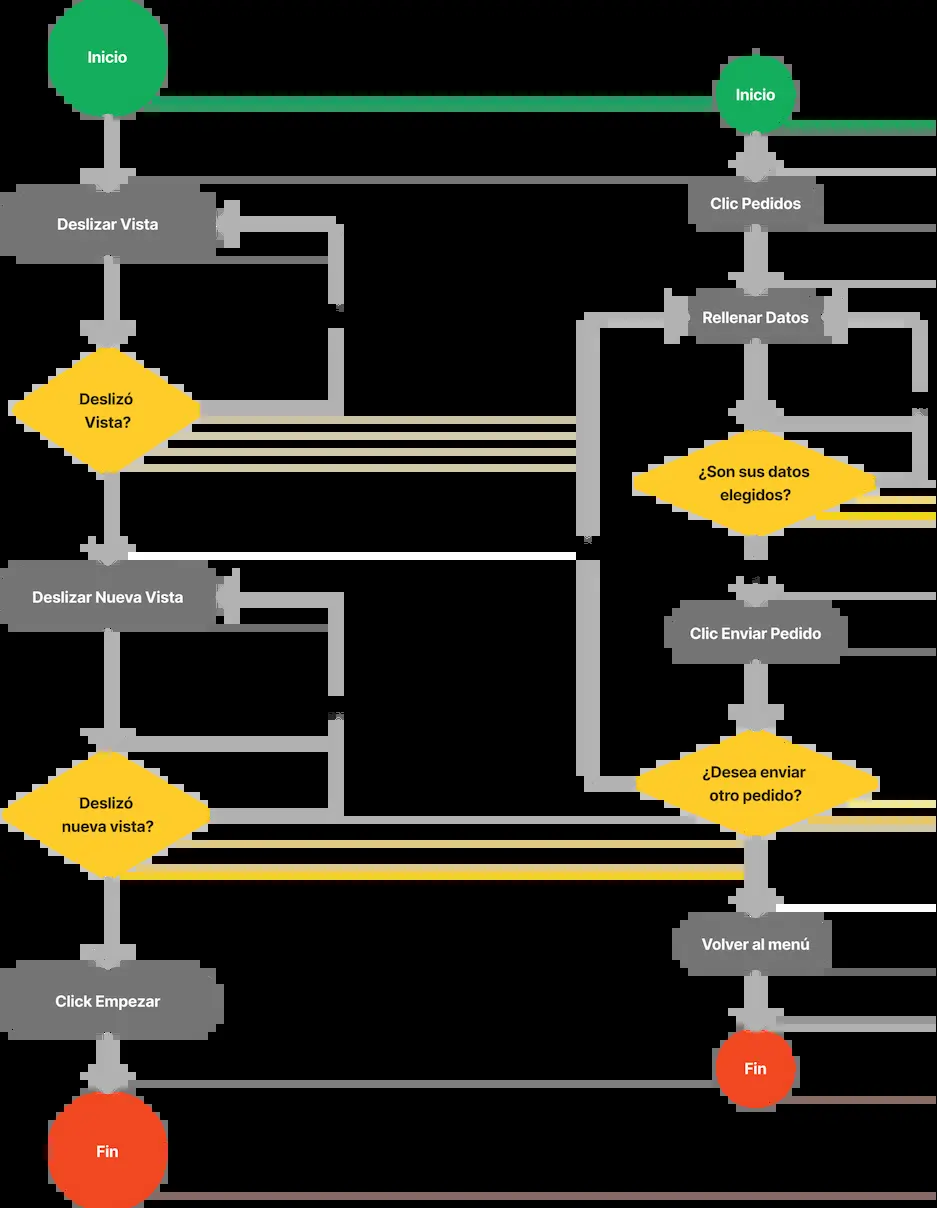 Inicio
Deslizar Vista
Deslizó
Vista?
Deslizar Nueva Vista
Deslizó
nueva vista?
Click Empezar
Fin
Inicio
Clic Pedidos
Rellenar Datos
¿Son sus datos
elegidos?
Clic Enviar Pedido
¿Desea enviar
otro pedido?
Volver al menú
Fin